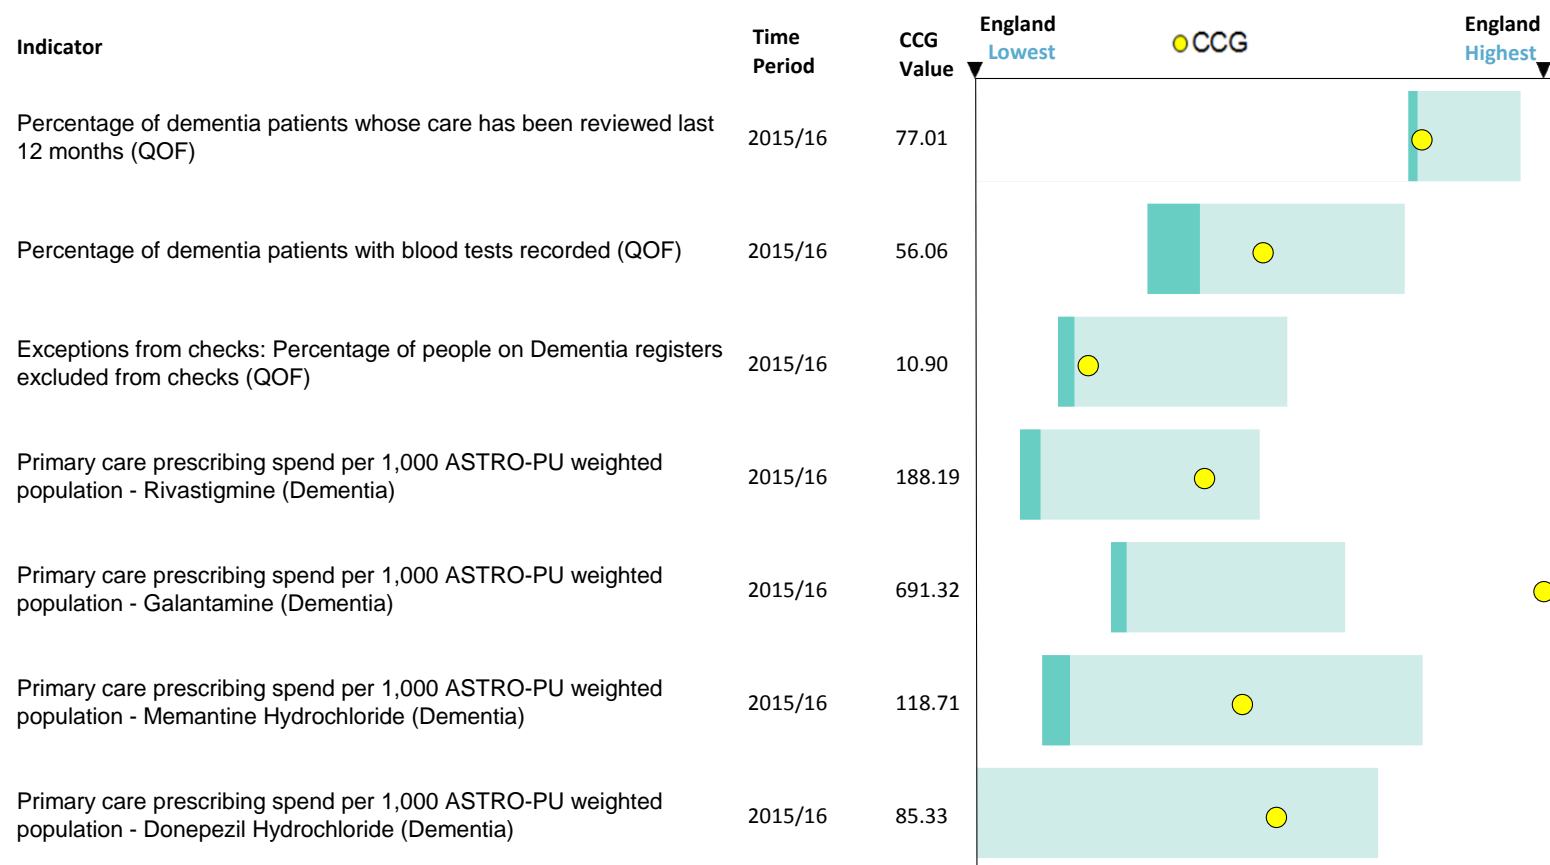 Indicator
Time
Period
CCG
Value
England
Lowest
CCG
England
Highest
Percentage of dementia patients whose care has been reviewed last
12 months (QOF)
2015/16
77.01
Percentage of dementia patients with blood tests recorded (QOF)
2015/16
56.06
Exceptions from checks: Percentage of people on Dementia registers
excluded from checks (QOF)
2015/16
10.90
Primary care prescribing spend per 1,000 ASTRO-PU weighted
population - Rivastigmine (Dementia)
2015/16
188.19
Primary care prescribing spend per 1,000 ASTRO-PU weighted
population - Galantamine (Dementia)
2015/16
691.32
Primary care prescribing spend per 1,000 ASTRO-PU weighted
population - Memantine Hydrochloride (Dementia)
2015/16
118.71
Primary care prescribing spend per 1,000 ASTRO-PU weighted
population - Donepezil Hydrochloride (Dementia)
2015/16
85.33